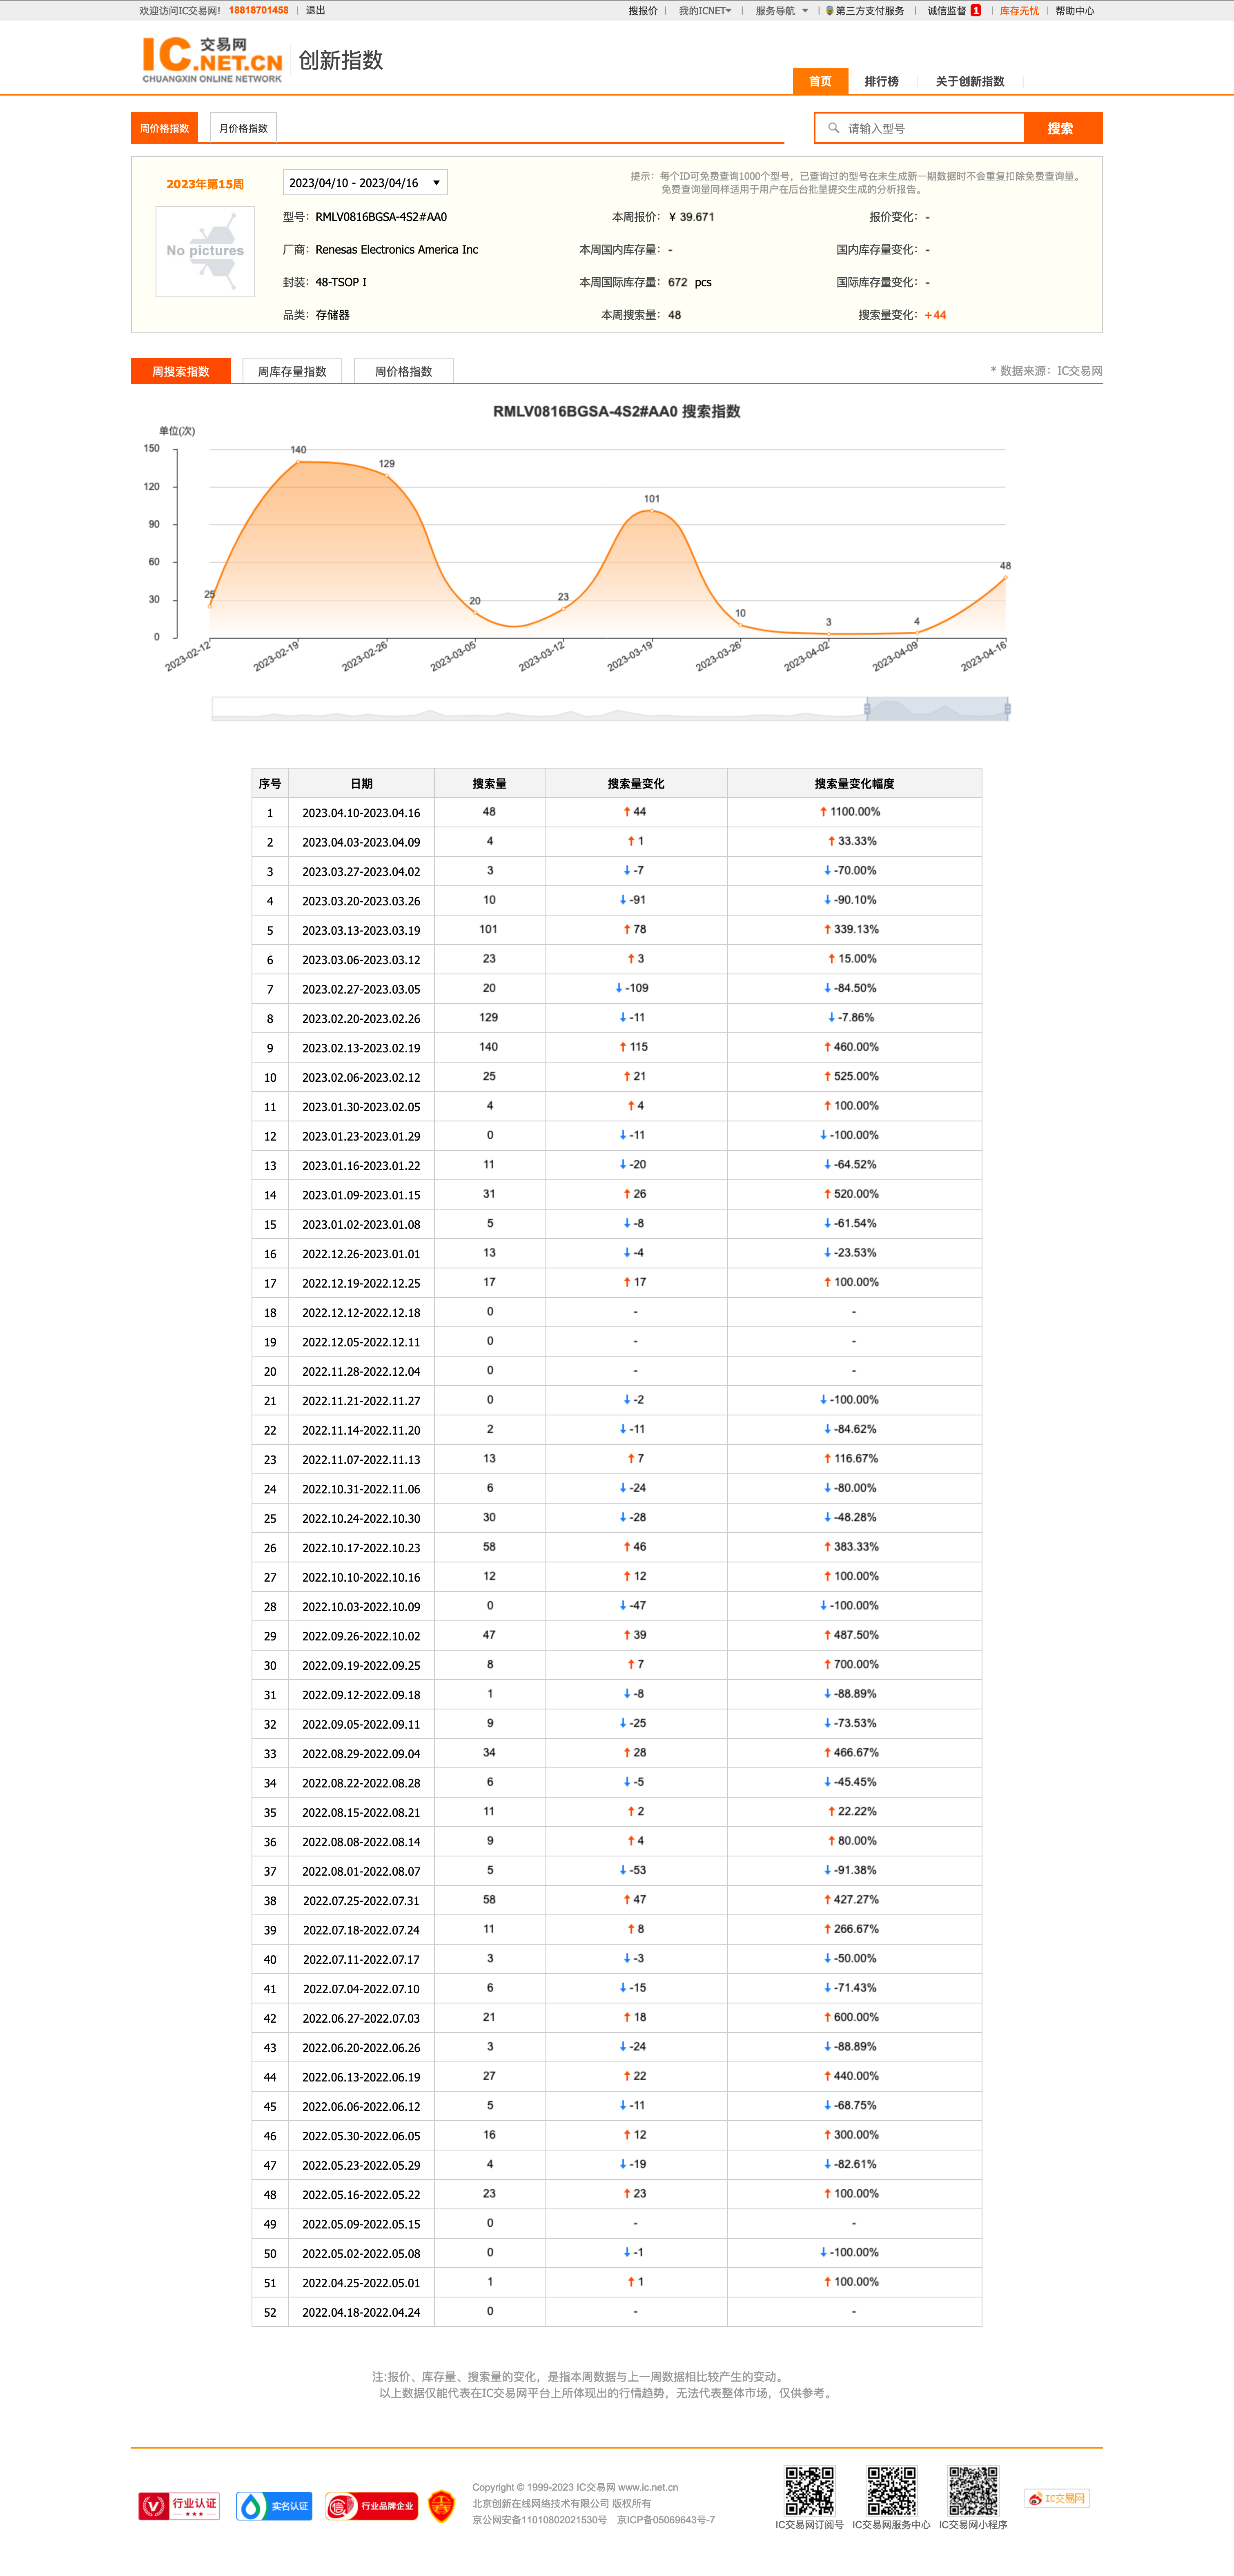 欢迎访问IC交易网! 18818701458 | 退出 搜报价 | 我的ICNET | 服务导航 | 第三方支付服务 | 诚信监督 1 | 库存无忧 | 帮助中心
IC 交易网 .NET.CN CHUANGXIN ONLINE NETWORK 创新指数
首页 排行榜 关于创新指数
周价格指数 月价格指数 请输入型号 搜索
2023年第15周 2023/04/10 - 2023/04/16 提示：每个ID可免费查询1000个型号，已查询过的型号在未生成新一期数据时不会重复扣除免费查询量。
免费查询量同样适用于用户在后台批量提交生成的分析报告。
No pictures
型号：RMLV0816BGSA-4S2#AA0 本周报价：¥ 39.671 报价变化：-
厂商：Renesas Electronics America Inc 本周国内库存量：- 国内库存量变化：-
封装：48-TSOP I 本周国际库存量：672 pcs 国际库存量变化：-
品类：存储器 本周搜索量：48 搜索量变化：+44
周搜索指数 周库存量指数 周价格指数 * 数据来源：IC交易网
RMLV0816BGSA-4S2#AA0 搜索指数
单位(次)
150
120
90
60
30
0
25 140 129 20 23 101 10 3 4 48
2023-02-12 2023-02-19 2023-02-26 2023-03-05 2023-03-12 2023-03-19 2023-03-26 2023-04-02 2023-04-09 2023-04-16
序号 日期 搜索量 搜索量变化 搜索量变化幅度
1 2023.04.10-2023.04.16 48 ↑ 44 ↑ 1100.00%
2 2023.04.03-2023.04.09 4 ↑ 1 ↑ 33.33%
3 2023.03.27-2023.04.02 3 ↓ -7 ↓ -70.00%
4 2023.03.20-2023.03.26 10 ↓ -91 ↓ -90.10%
5 2023.03.13-2023.03.19 101 ↑ 78 ↑ 339.13%
6 2023.03.06-2023.03.12 23 ↑ 3 ↑ 15.00%
7 2023.02.27-2023.03.05 20 ↓ -109 ↓ -84.50%
8 2023.02.20-2023.02.26 129 ↓ -11 ↓ -7.86%
9 2023.02.13-2023.02.19 140 ↑ 115 ↑ 460.00%
10 2023.02.06-2023.02.12 25 ↑ 21 ↑ 525.00%
11 2023.01.30-2023.02.05 4 ↑ 4 ↑ 100.00%
12 2023.01.23-2023.01.29 0 ↓ -11 ↓ -100.00%
13 2023.01.16-2023.01.22 11 ↓ -20 ↓ -64.52%
14 2023.01.09-2023.01.15 31 ↑ 26 ↑ 520.00%
15 2023.01.02-2023.01.08 5 ↓ -8 ↓ -61.54%
16 2022.12.26-2023.01.01 13 ↓ -4 ↓ -23.53%
17 2022.12.19-2022.12.25 17 ↑ 17 ↑ 100.00%
18 2022.12.12-2022.12.18 0 - -
19 2022.12.05-2022.12.11 0 - -
20 2022.11.28-2022.12.04 0 - -
21 2022.11.21-2022.11.27 0 ↓ -2 ↓ -100.00%
22 2022.11.14-2022.11.20 2 ↓ -11 ↓ -84.62%
23 2022.11.07-2022.11.13 13 ↑ 7 ↑ 116.67%
24 2022.10.31-2022.11.06 6 ↓ -24 ↓ -80.00%
25 2022.10.24-2022.10.30 30 ↓ -28 ↓ -48.28%
26 2022.10.17-2022.10.23 58 ↑ 46 ↑ 383.33%
27 2022.10.10-2022.10.16 12 ↑ 12 ↑ 100.00%
28 2022.10.03-2022.10.09 0 ↓ -47 ↓ -100.00%
29 2022.09.26-2022.10.02 47 ↑ 39 ↑ 487.50%
30 2022.09.19-2022.09.25 8 ↑ 7 ↑ 700.00%
31 2022.09.12-2022.09.18 1 ↓ -8 ↓ -88.89%
32 2022.09.05-2022.09.11 9 ↓ -25 ↓ -73.53%
33 2022.08.29-2022.09.04 34 ↑ 28 ↑ 466.67%
34 2022.08.22-2022.08.28 6 ↓ -5 ↓ -45.45%
35 2022.08.15-2022.08.21 11 ↑ 2 ↑ 22.22%
36 2022.08.08-2022.08.14 9 ↑ 4 ↑ 80.00%
37 2022.08.01-2022.08.07 5 ↓ -53 ↓ -91.38%
38 2022.07.25-2022.07.31 58 ↑ 47 ↑ 427.27%
39 2022.07.18-2022.07.24 11 ↑ 8 ↑ 266.67%
40 2022.07.11-2022.07.17 3 ↓ -3 ↓ -50.00%
41 2022.07.04-2022.07.10 6 ↓ -15 ↓ -71.43%
42 2022.06.27-2022.07.03 21 ↑ 18 ↑ 600.00%
43 2022.06.20-2022.06.26 3 ↓ -24 ↓ -88.89%
44 2022.06.13-2022.06.19 27 ↑ 22 ↑ 440.00%
45 2022.06.06-2022.06.12 5 ↓ -11 ↓ -68.75%
46 2022.05.30-2022.06.05 16 ↑ 12 ↑ 300.00%
47 2022.05.23-2022.05.29 4 ↓ -19 ↓ -82.61%
48 2022.05.16-2022.05.22 23 ↑ 23 ↑ 100.00%
49 2022.05.09-2022.05.15 0 - -
50 2022.05.02-2022.05.08 0 ↓ -1 ↓ -100.00%
51 2022.04.25-2022.05.01 1 ↑ 1 ↑ 100.00%
52 2022.04.18-2022.04.24 0 - -
注:报价、库存量、搜索量的变化，是指本周数据与上一周数据相比较产生的变动。
以上数据仅能代表在IC交易网平台上所体现出的行情趋势，无法代表整体市场，仅供参考。
行业认证 实名认证 信 行业品牌企业
Copyright © 1999-2023 IC交易网 www.ic.net.cn
北京创新在线网络技术有限公司 版权所有
京公网安备11010802021530号 京ICP备05069643号-7
IC交易网订阅号 IC交易网服务中心 IC交易网小程序 IC交易网